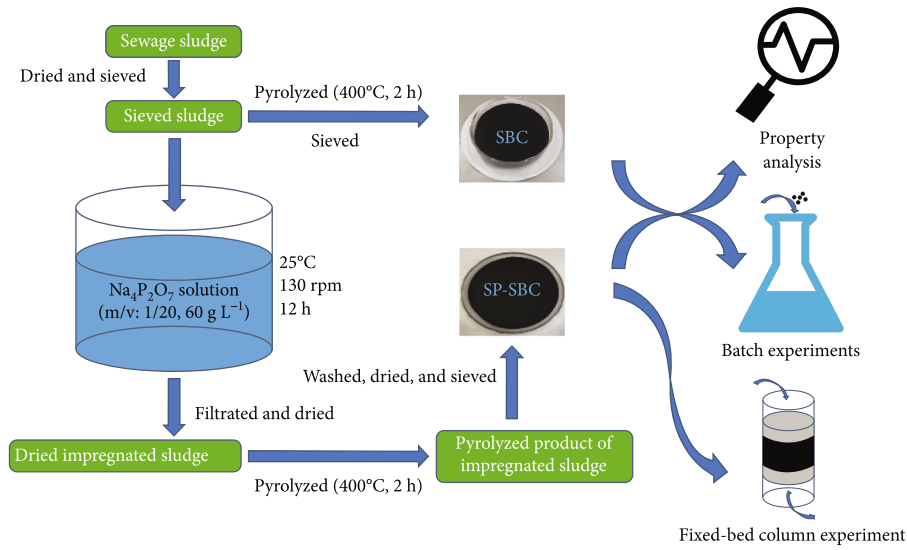 Sewage sludge
Dried and sieved
Sieved sludge
Pyrolyzed (400°C, 2 h)
Sieved
SBC
Property
analysis
Na₄P₂O₇ solution
(m/v: 1/20, 60 g L⁻¹)
25°C
130 rpm
12 h
SP-SBC
Batch experiments
Washed, dried, and sieved
Filtrated and dried
Dried impregnated sludge
Pyrolyzed (400°C, 2 h)
Pyrolyzed product of
impregnated sludge
Fixed-bed column experiment